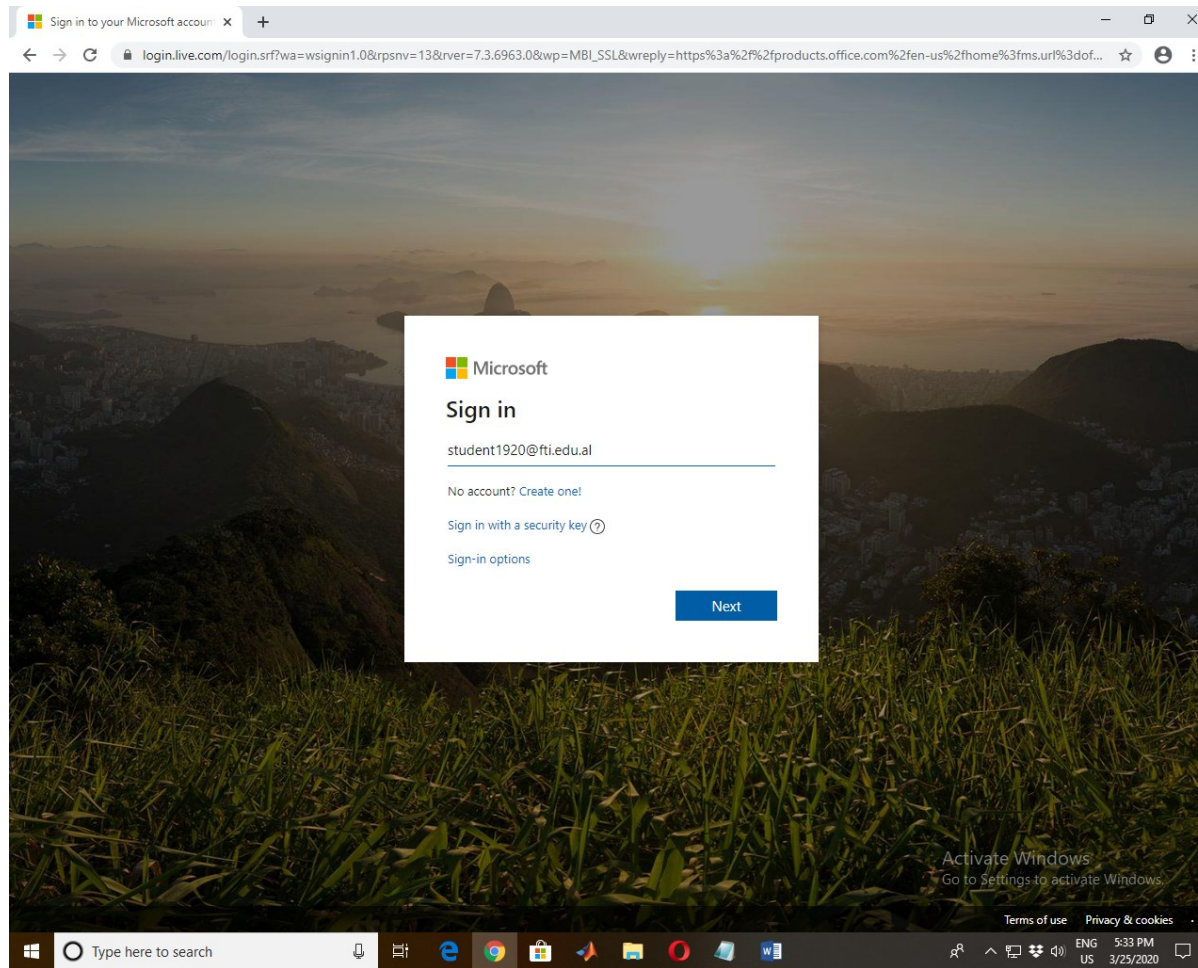 Sign in to your Microsoft accoun
login.live.com/login.srf?wa=wsignin1.0&rpsnv=13&rver=7.3.6963.0&wp=MBI_SSL&wreply=https%3a%2f%2fproducts.office.com%2fen-us%2fhome%3fms.url%3dof...
Microsoft
Sign in
student1920@fti.edu.al
No account? Create one!
Sign in with a security key ?
Sign-in options
Next
Activate Windows
Go to Settings to activate Windows.
Terms of use Privacy & cookies
Type here to search
ENG 5:33 PM
US 3/25/2020